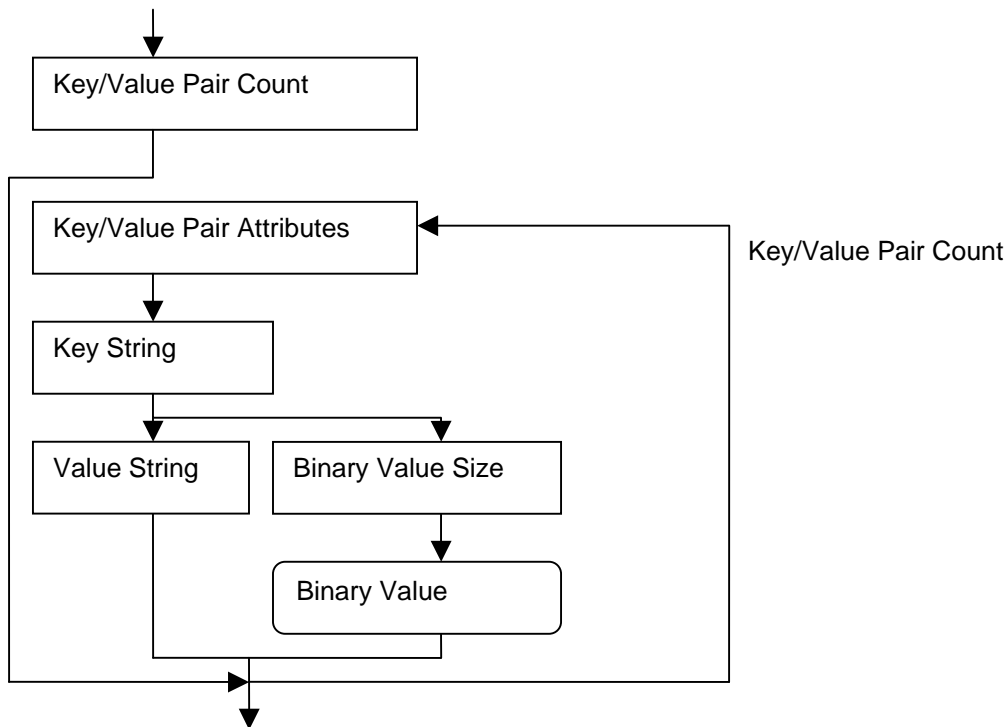 Key/Value Pair Count
Key/Value Pair Attributes
Key/Value Pair Count
Key String
Value String
Binary Value Size
Binary Value